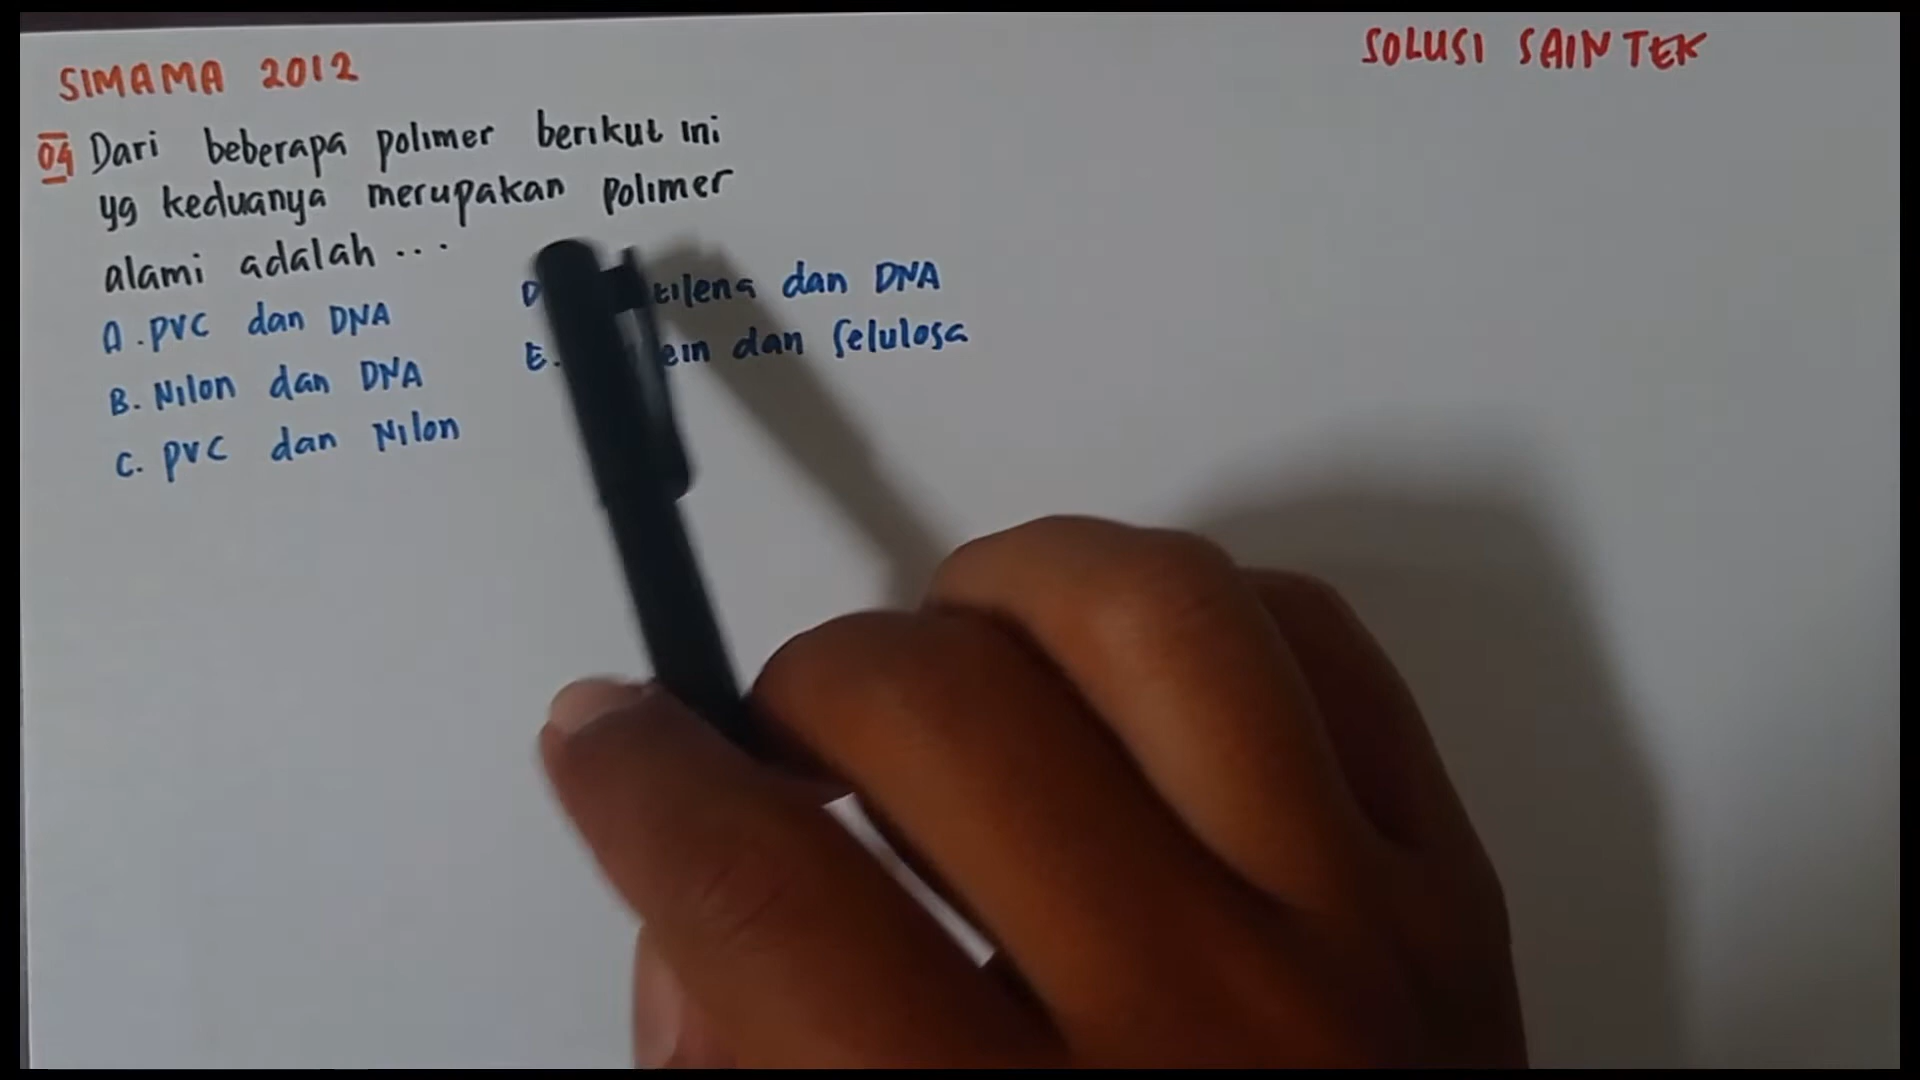 SIMAMA 2012
SOLUSI SAINTEK
04 Dari beberapa polimer berikut ini
yg keduanya merupakan polimer
alami adalah ...
A. PVC dan DNA
B. Nilon dan DNA
C. PVC dan Nilon
D dan DNA
E. dan Selulosa